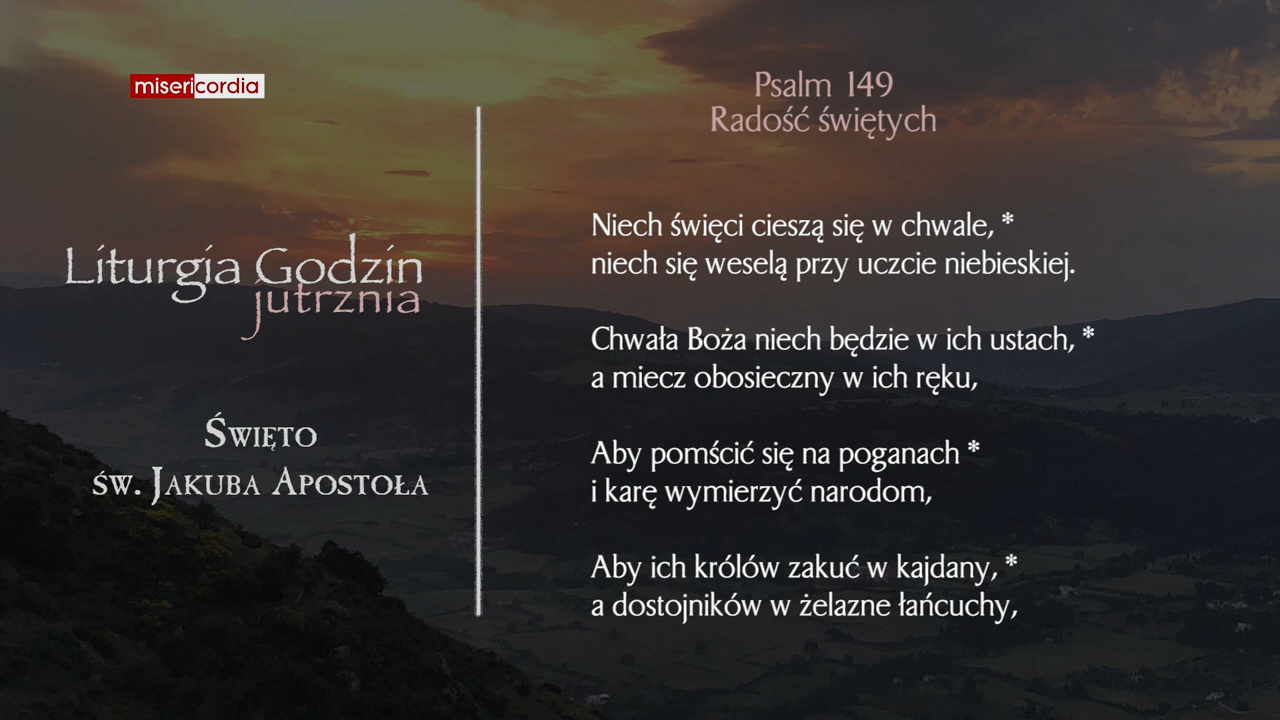 misericordia
Liturgia Godzin
jutrznia
Święto
św. Jakuba Apostoła
Psalm 149
Radość świętych
Niech święci cieszą się w chwale, *
niech się weselą przy uczcie niebieskiej.
Chwała Boża niech będzie w ich ustach, *
a miecz obosieczny w ich ręku,
Aby pomścić się na poganach *
i karę wymierzyć narodom,
Aby ich królów zakuć w kajdany, *
a dostojników w żelazne łańcuchy,